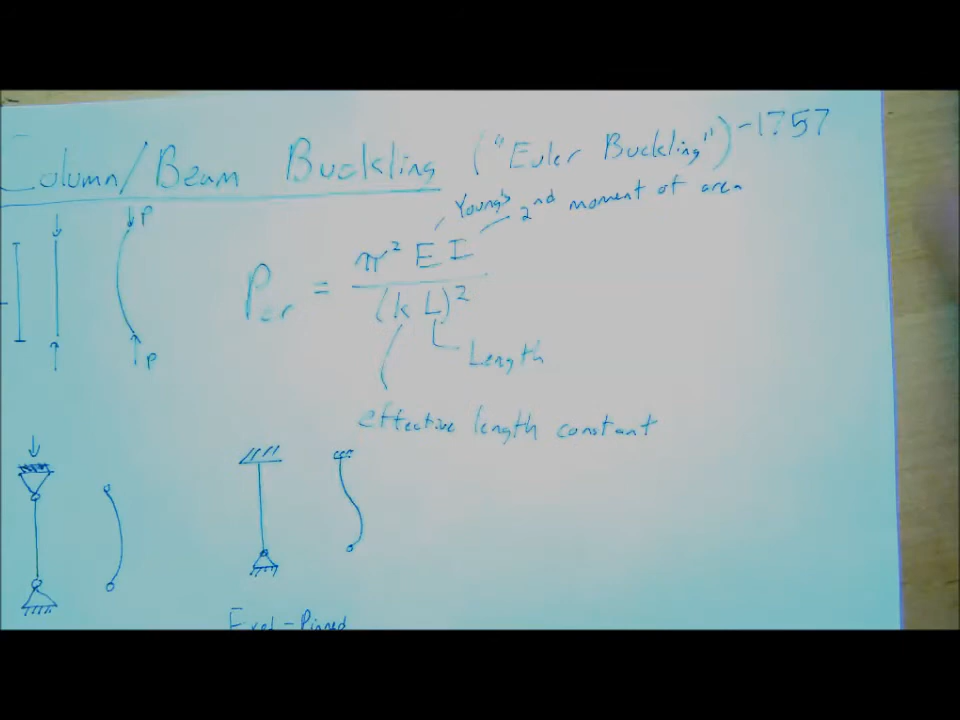 Column/Beam Buckling ("Euler Buckling") - 1757
Young's 2nd moment of area
P
Pcr = π² E I / (k L)²
P
Length
effective length constant
Fxed - Pinned